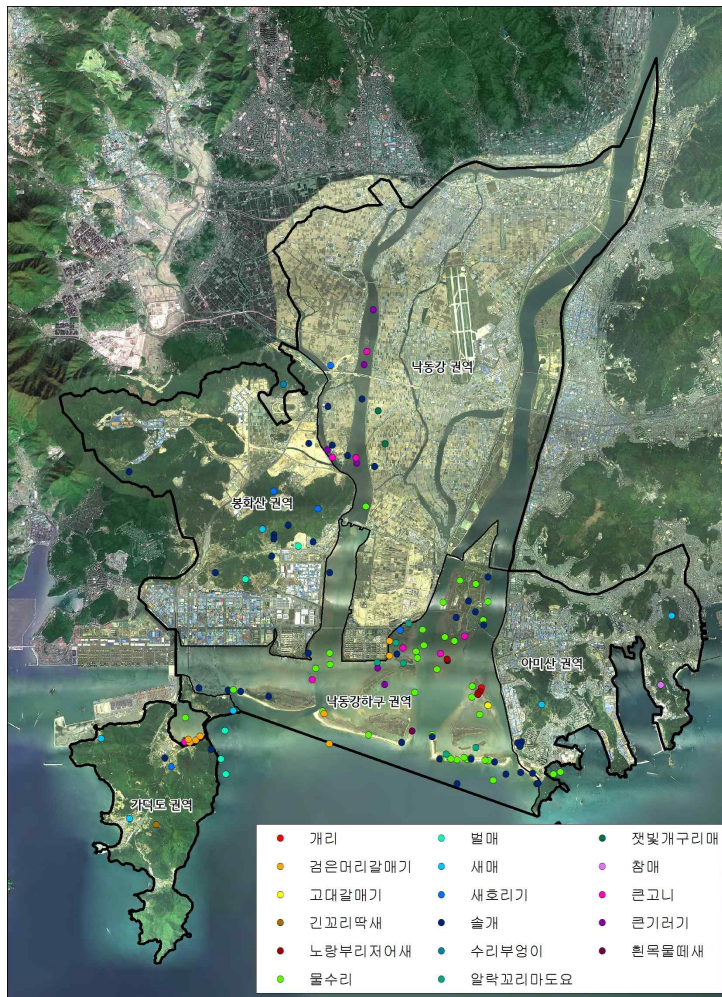 낙동강 권역
봉화산 권역
아미산 권역
낙동강하구 권역
가덕도 권역
개리
벌매
잿빛개구리매
검은머리갈매기
새매
참매
고대갈매기
새호리기
큰고니
긴꼬리딱새
솔개
큰기러기
노랑부리저어새
수리부엉이
흰목물떼새
물수리
알락꼬리마도요